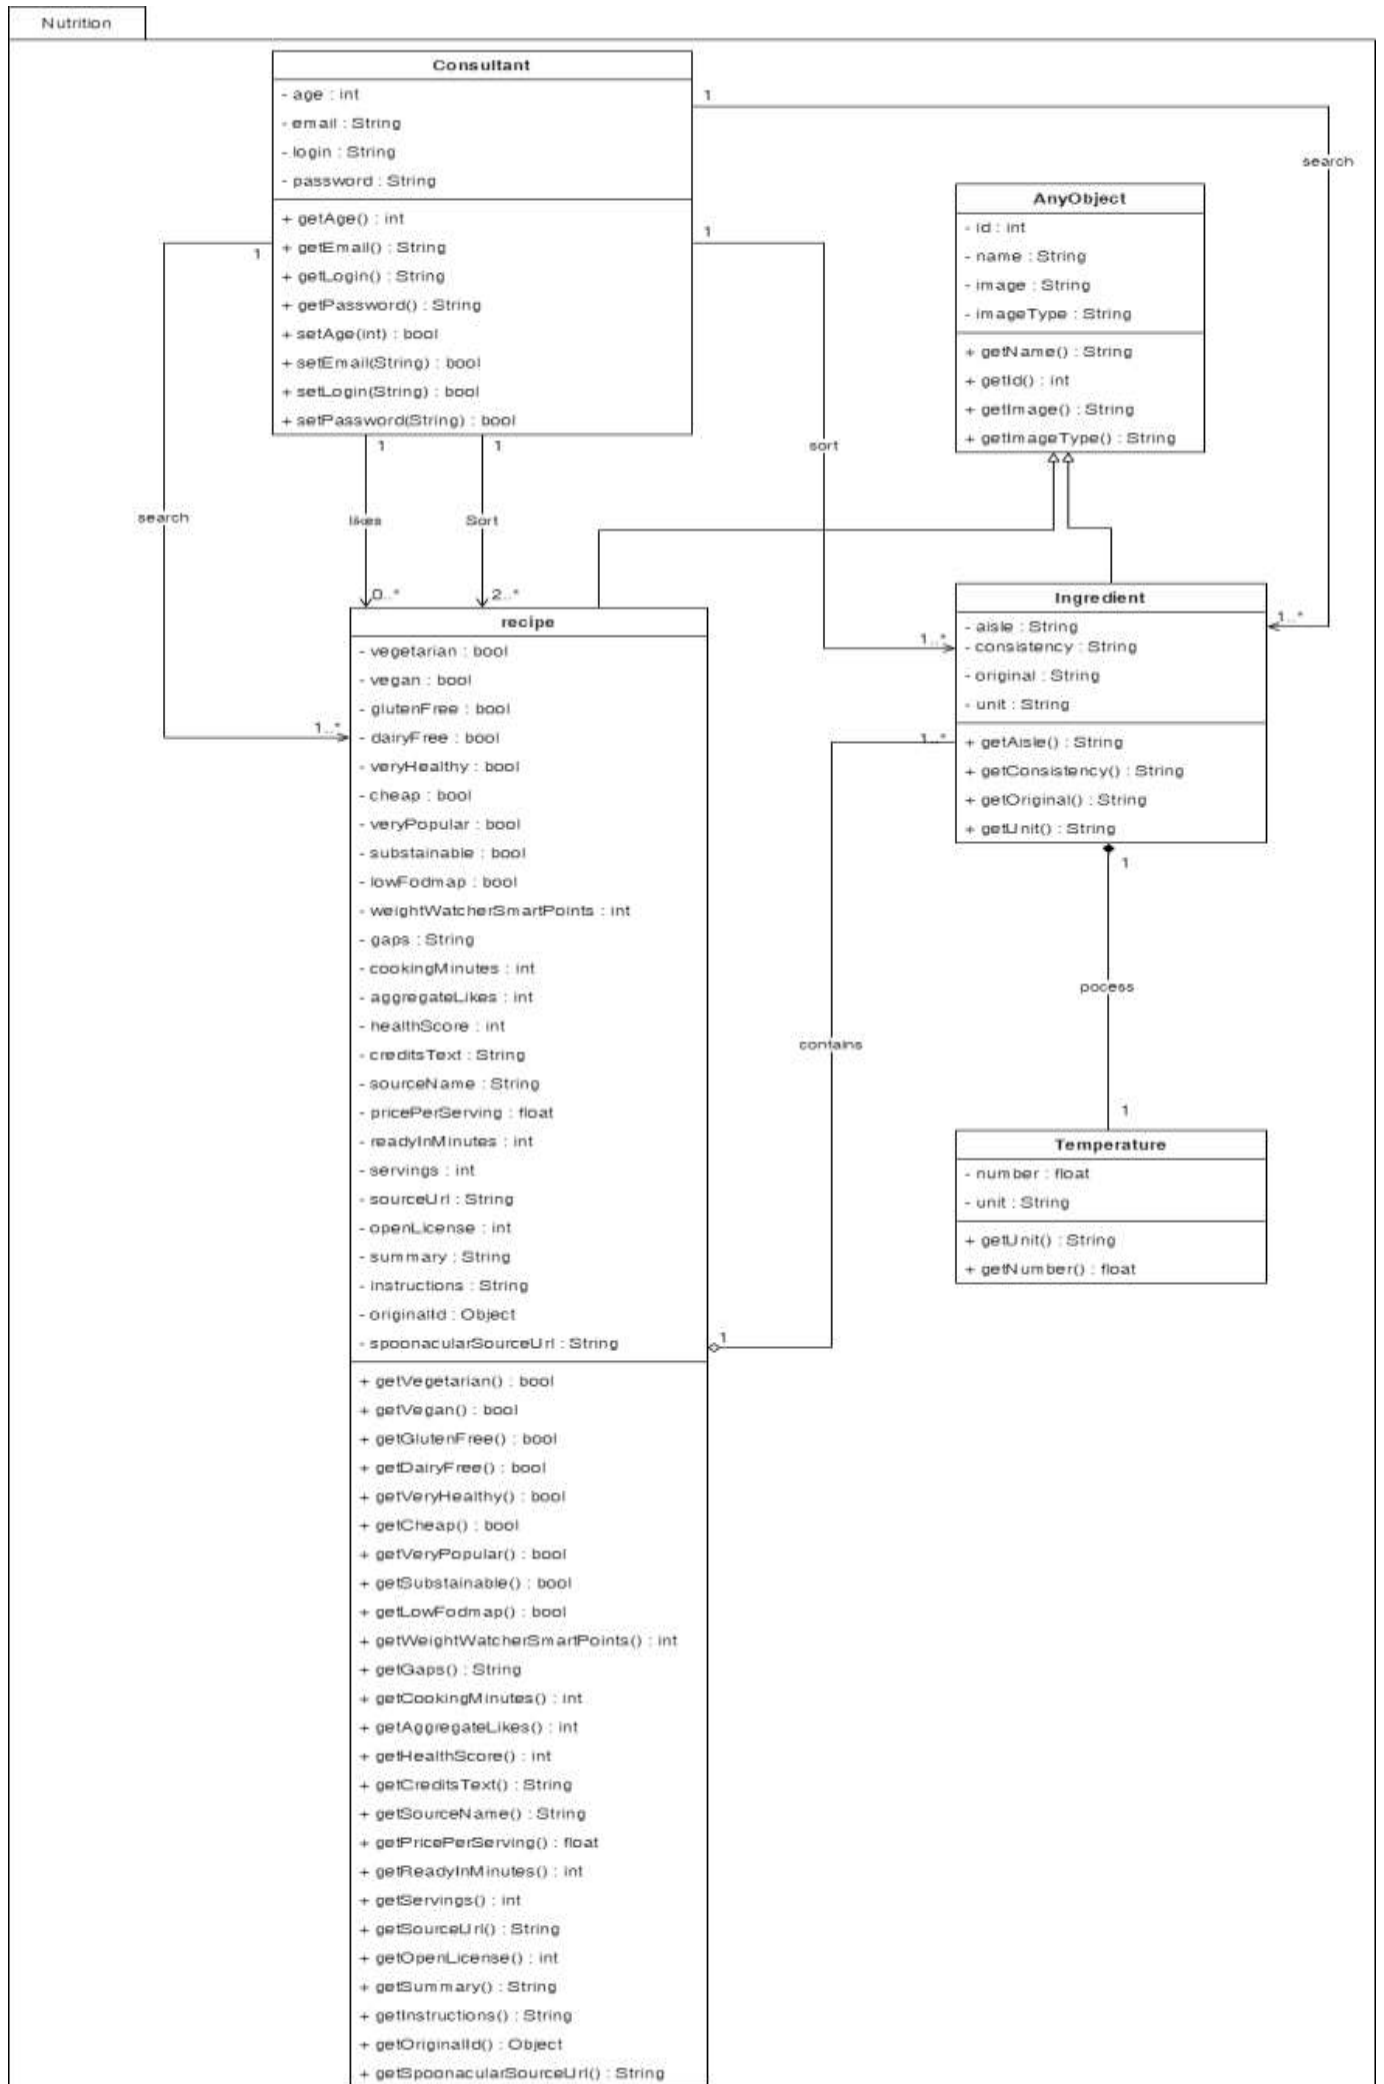 Nutrition
Consultant
- age : int
- email : String
- login : String
- password : String
+ getAge() : int
+ getEmail() : String
+ getLogin() : String
+ getPassword() : String
+ setAge(int) : bool
+ setEmail(String) : bool
+ setLogin(String) : bool
+ setPassword(String) : bool
1
search
1
1
1
1
AnyObject
- id : int
- name : String
- image : String
- imageType : String
+ getName() : String
+ getId() : int
+ getImage() : String
+ getImageType() : String
sort
search
likes
Sort
0..*
2..*
1..*
1..*
1..*
1..*
Ingredient
- aisle : String
- consistency : String
- original : String
- unit : String
+ getAisle() : String
+ getConsistency() : String
+ getOriginal() : String
+ getUnit() : String
1
pocess
1
contains
1
Temperature
- number : float
- unit : String
+ getUnit() : String
+ getNumber() : float
recipe
- vegetarian : bool
- vegan : bool
- glutenFree : bool
- dairyFree : bool
- veryHealthy : bool
- cheap : bool
- veryPopular : bool
- substainable : bool
- lowFodmap : bool
- weightWatcherSmartPoints : int
- gaps : String
- cookingMinutes : int
- aggregateLikes : int
- healthScore : int
- creditsText : String
- sourceName : String
- pricePerServing : float
- readyInMinutes : int
- servings : int
- sourceUrl : String
- openLicense : int
- summary : String
- instructions : String
- originalId : Object
- spoonacularSourceUrl : String
+ getVegetarian() : bool
+ getVegan() : bool
+ getGlutenFree() : bool
+ getDairyFree() : bool
+ getVeryHealthy() : bool
+ getCheap() : bool
+ getVeryPopular() : bool
+ getSubstainable() : bool
+ getLowFodmap() : bool
+ getWeightWatcherSmartPoints() : int
+ getGaps() : String
+ getCookingMinutes() : int
+ getAggregateLikes() : int
+ getHealthScore() : int
+ getCreditsText() : String
+ getSourceName() : String
+ getPricePerServing() : float
+ getReadyInMinutes() : int
+ getServings() : int
+ getSourceUrl() : String
+ getOpenLicense() : int
+ getSummary() : String
+ getInstructions() : String
+ getOriginalId() : Object
+ getSpoonacularSourceUrl() : String